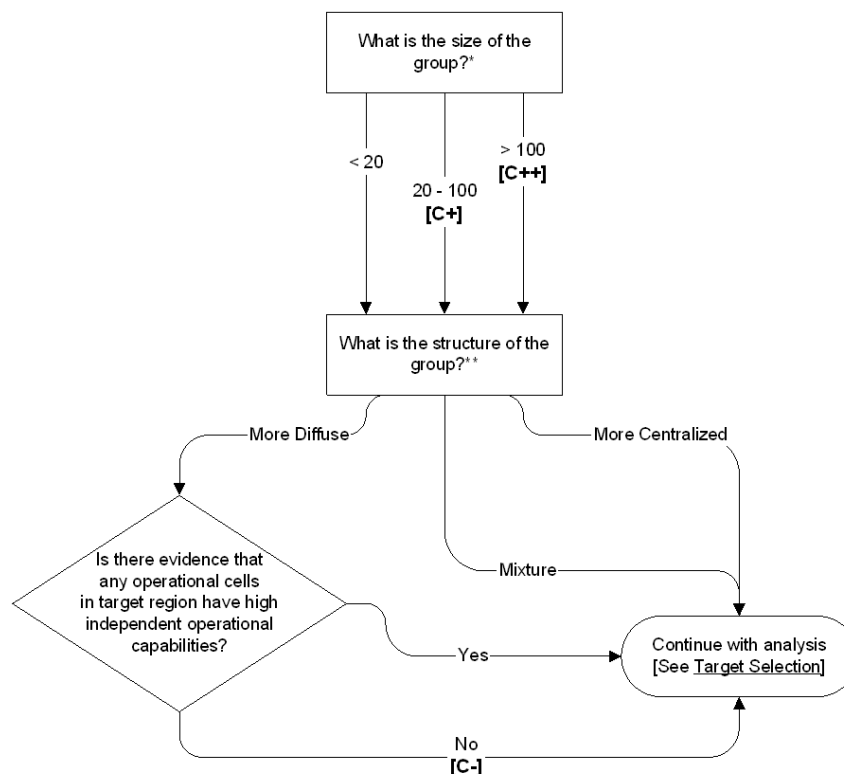 What is the size of the
group?*
< 20
> 100
[C++]
20 - 100
[C+]
What is the structure of the
group?**
More Diffuse
More Centralized
Is there evidence that
any operational cells
in target region have high
independent operational
capabilities?
Mixture
Yes
Continue with analysis
[See Target Selection]
No
[C-]